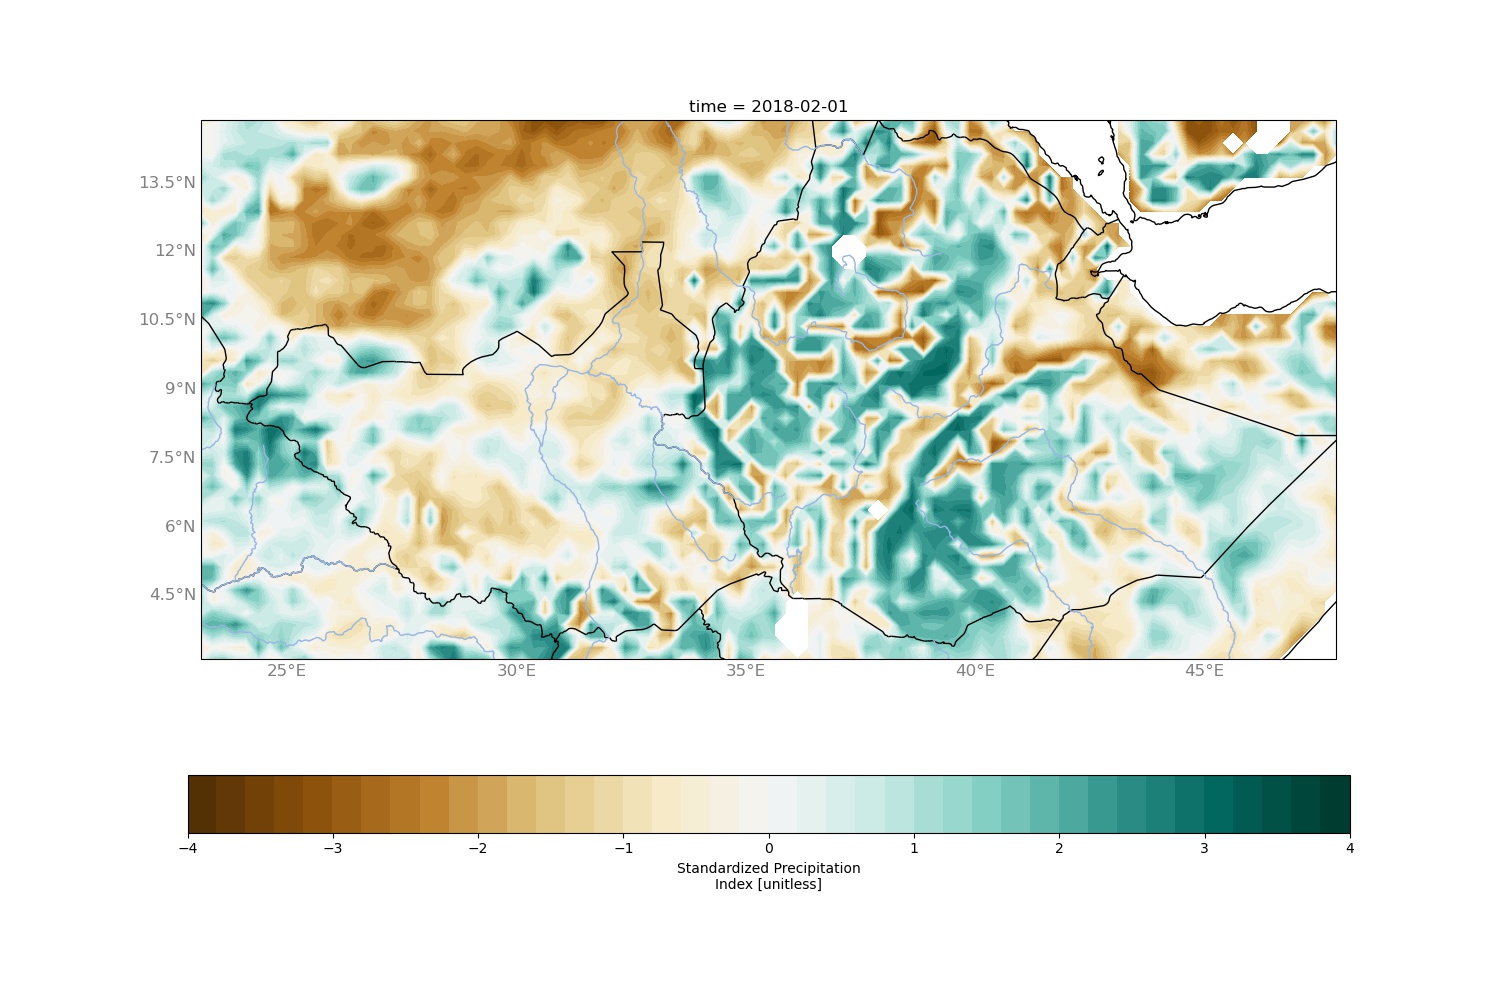 time = 2018-02-01
13.5°N
12°N
10.5°N
9°N
7.5°N
6°N
4.5°N
25°E 30°E 35°E 40°E 45°E
−4 −3 −2 −1 0 1 2 3 4
Standardized Precipitation
Index [unitless]